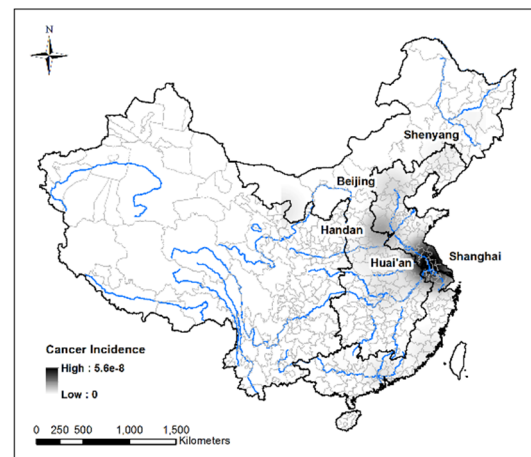 N
Shenyang
Beijing
Handan
Huai'an
Shanghai
Cancer Incidence
High : 5.6e-8
Low : 0
0 250 500 1,000 1,500
Kilometers